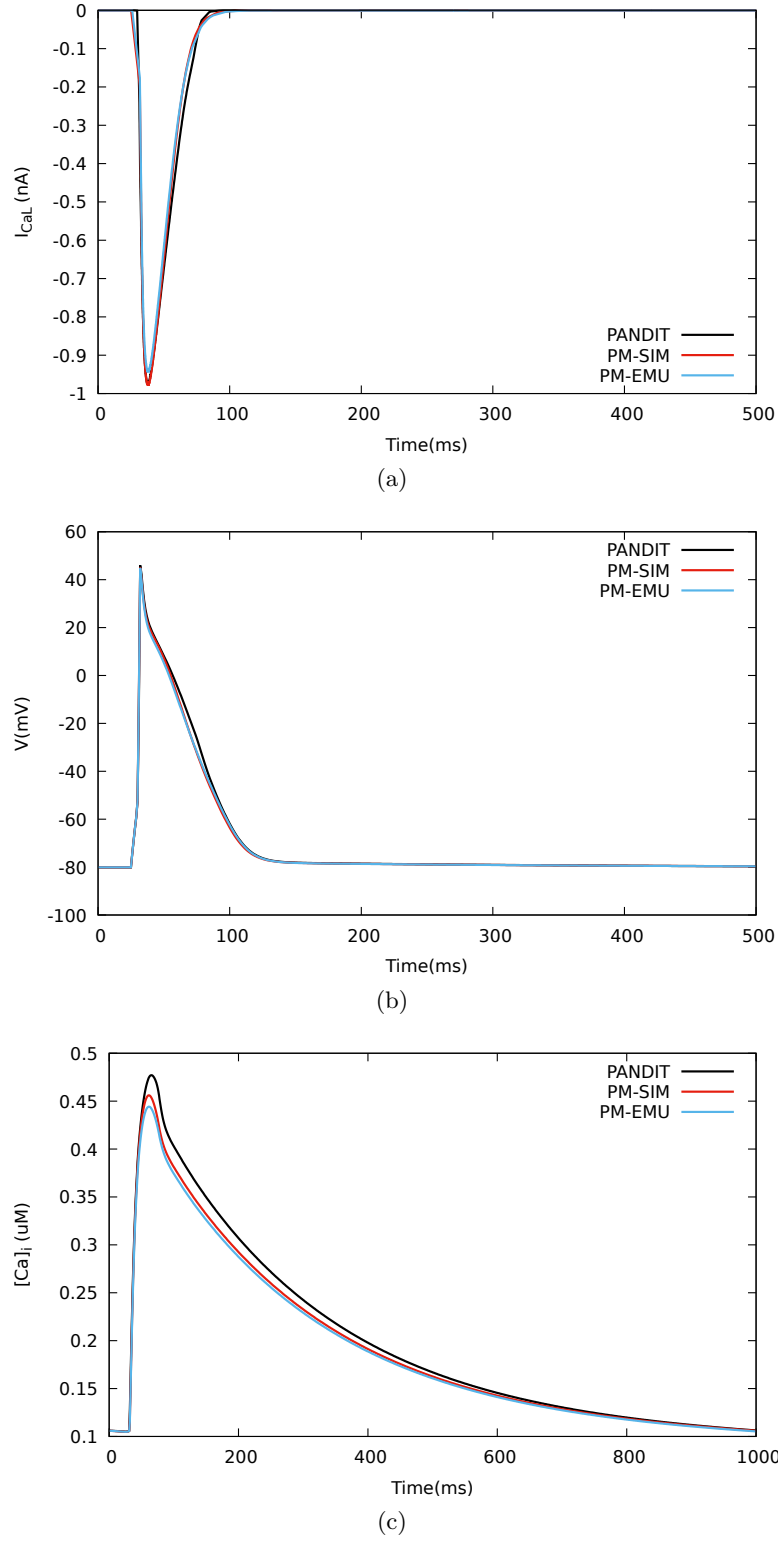 0
-0.1
-0.2
-0.3
-0.4
-0.5
-0.6
-0.7
-0.8
-0.9
-1
I_CaL (nA)
PANDIT
PM-SIM
PM-EMU
0 100 200 300 400 500
Time(ms)
(a)
60
40
20
0
-20
-40
-60
-80
-100
V(mV)
PANDIT
PM-SIM
PM-EMU
0 100 200 300 400 500
Time(ms)
(b)
0.5
0.45
0.4
0.35
0.3
0.25
0.2
0.15
0.1
[Ca]_i (uM)
PANDIT
PM-SIM
PM-EMU
0 200 400 600 800 1000
Time(ms)
(c)